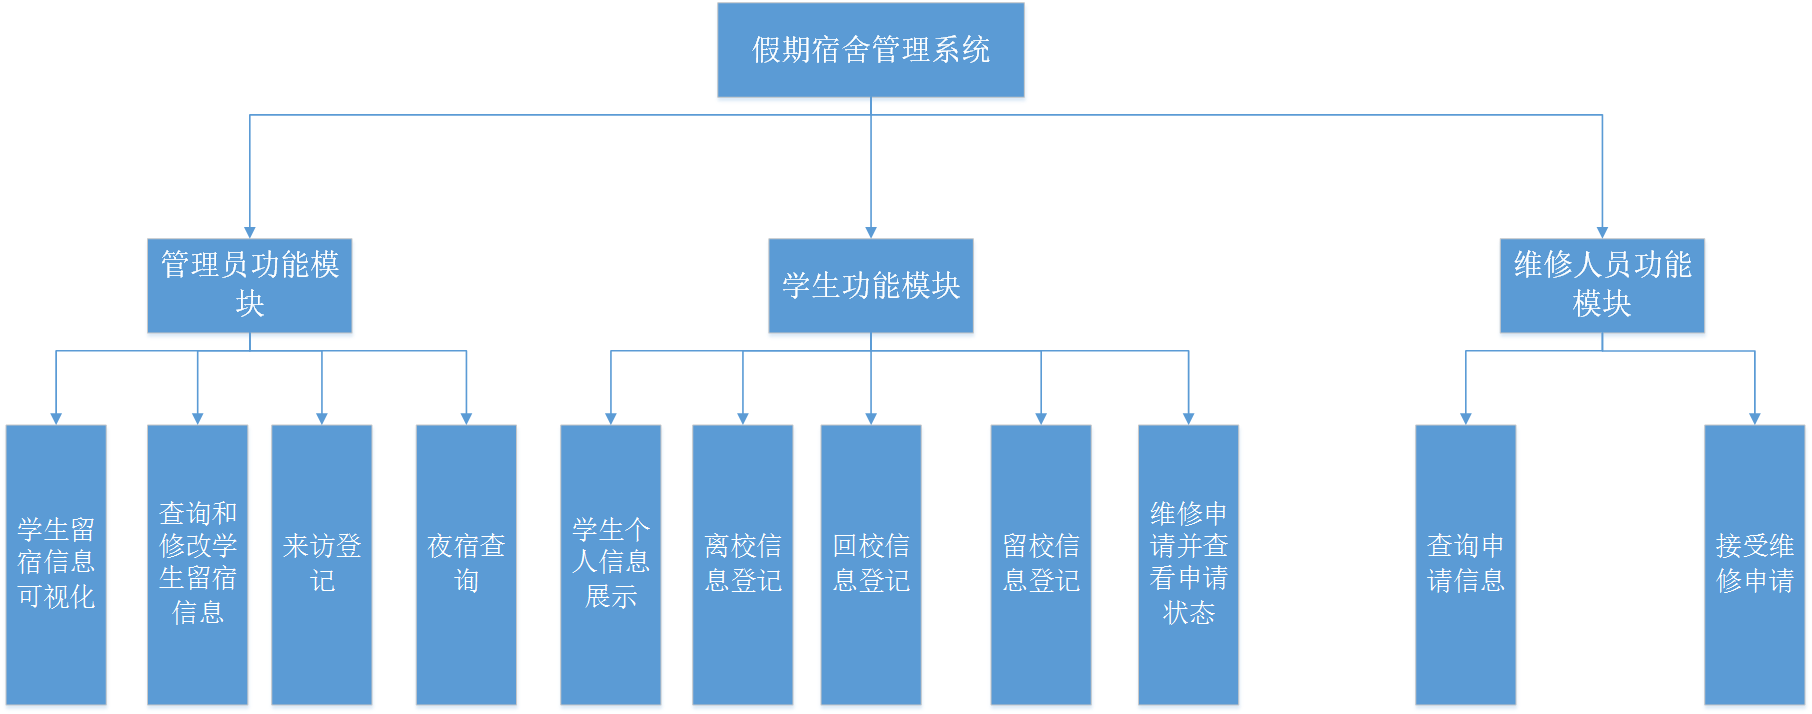 假期宿舍管理系统
管理员功能模
块
学生功能模块
维修人员功能
模块
学生留
宿信息
可视化
查询和
修改学
生留宿
信息
来访登
记
夜宿查
询
学生个
人信息
展示
离校信
息登记
回校信
息登记
留校信
息登记
维修申
请并查
看申请
状态
查询申
请信息
接受维
修申请